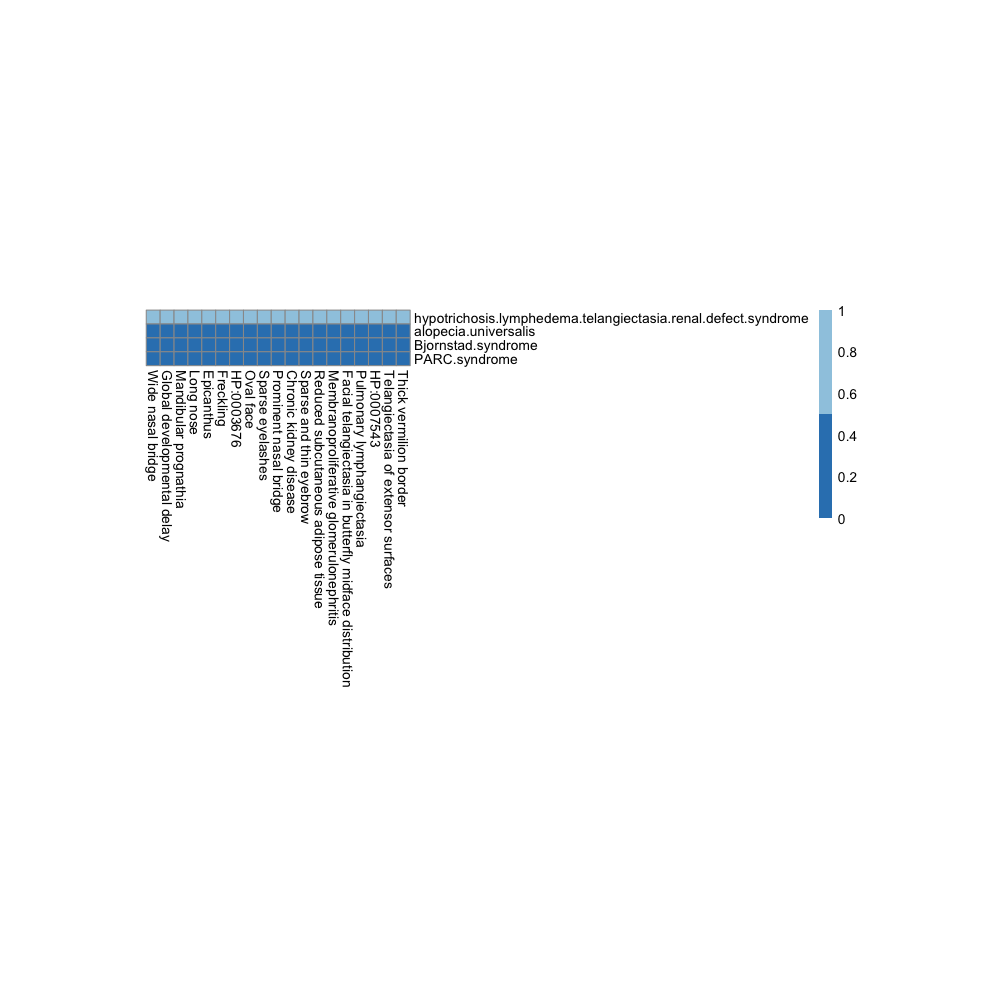 hypotrichosis.lymphedema.telangiectasia.renal.defect.syndrome
alopecia.universalis
Bjornstad.syndrome
PARC.syndrome
1
0.8
0.6
0.4
0.2
0
Wide nasal bridge
Global developmental delay
Mandibular prognathia
Long nose
Epicanthus
Freckling
HP:0003676
Oval face
Sparse eyelashes
Prominent nasal bridge
Chronic kidney disease
Sparse and thin eyebrow
Reduced subcutaneous adipose tissue
Membranoproliferative glomerulonephritis
Facial telangiectasia in butterfly midface distribution
Pulmonary lymphangiectasia
HP:0007543
Telangiectasia of extensor surfaces
Thick vermilion border